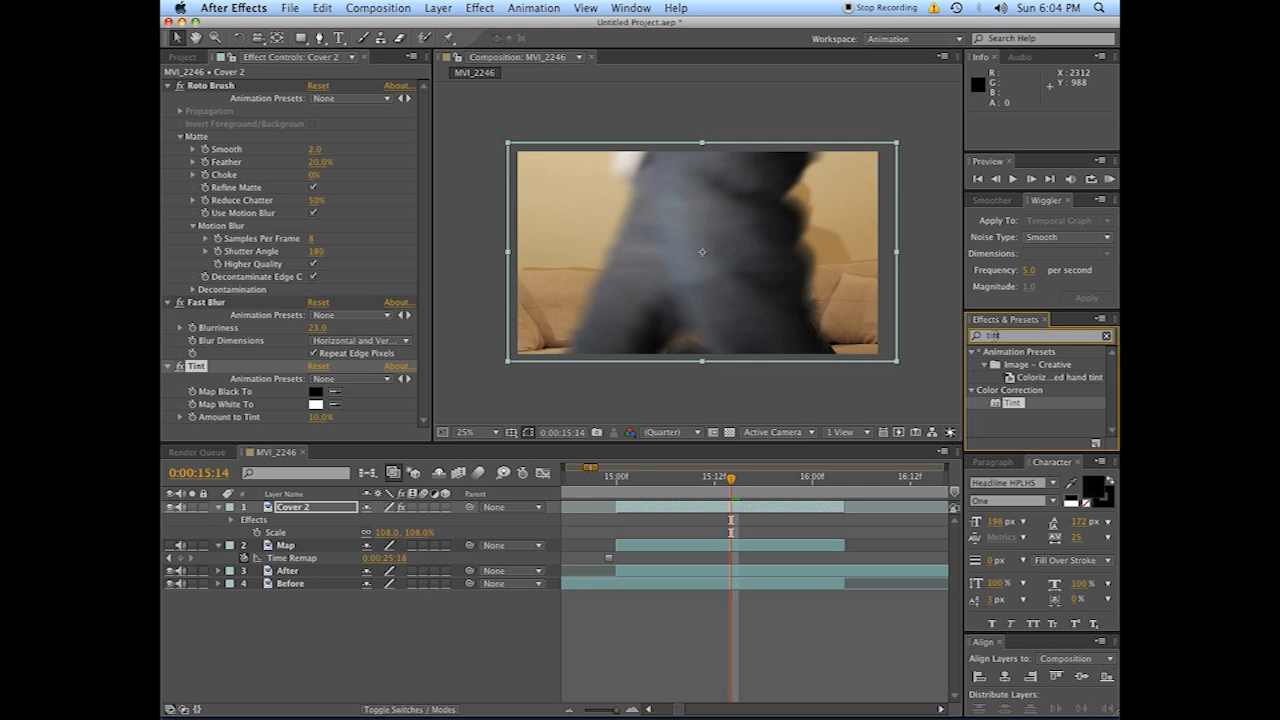 After Effects File Edit Composition Layer Effect Animation View Window Help Stop Recording Sun 6:04 PM
Untitled Project.aep *
Workspace: Animation Search Help
Project Effect Controls: Cover 2
MVI_2246 • Cover 2
Roto Brush Reset About...
Animation Presets: None
Propagation
Invert Foreground/Backgroun
Matte
Smooth 2.0
Feather 20.0%
Choke 0%
Refine Matte
Reduce Chatter 50%
Use Motion Blur
Motion Blur
Samples Per Frame 8
Shutter Angle 180
Higher Quality
Decontaminate Edge C
Decontamination
Fast Blur Reset About...
Animation Presets: None
Blurriness 23.0
Blur Dimensions Horizontal and Ver...
Repeat Edge Pixels
Tint Reset About...
Animation Presets: None
Map Black To
Map White To
Amount to Tint 10.0%
Composition: MVI_2246
MVI_2246
25% 0:00:15:14 (Quarter) Active Camera 1 View
Info Audio
R: X: 2312
G: Y: 988
B:
A: 0
Preview
Smoother Wiggler
Apply To: Temporal Graph
Noise Type: Smooth
Dimensions:
Frequency: 5.0 per second
Magnitude: 1.0
Apply
Effects & Presets
tint
* Animation Presets
Image - Creative
Coloriz...ed hand tint
Color Correction
Tint
Render Queue MVI_2246
0:00:15:14
15:00f 15:12f 16:00f 16:12f
# Layer Name Parent
1 Cover 2 None
Effects
Scale 108.0, 108.0%
2 Map None
Time Remap 0:00:25:18
3 After None
4 Before None
Toggle Switches / Modes
Paragraph Character
Headline HPLHS
One
198 px 172 px
Metrics 25
0 px Fill Over Stroke
100% 100%
3 px 0%
T T TT Tr T T
Align
Align Layers to: Composition
Distribute Layers: